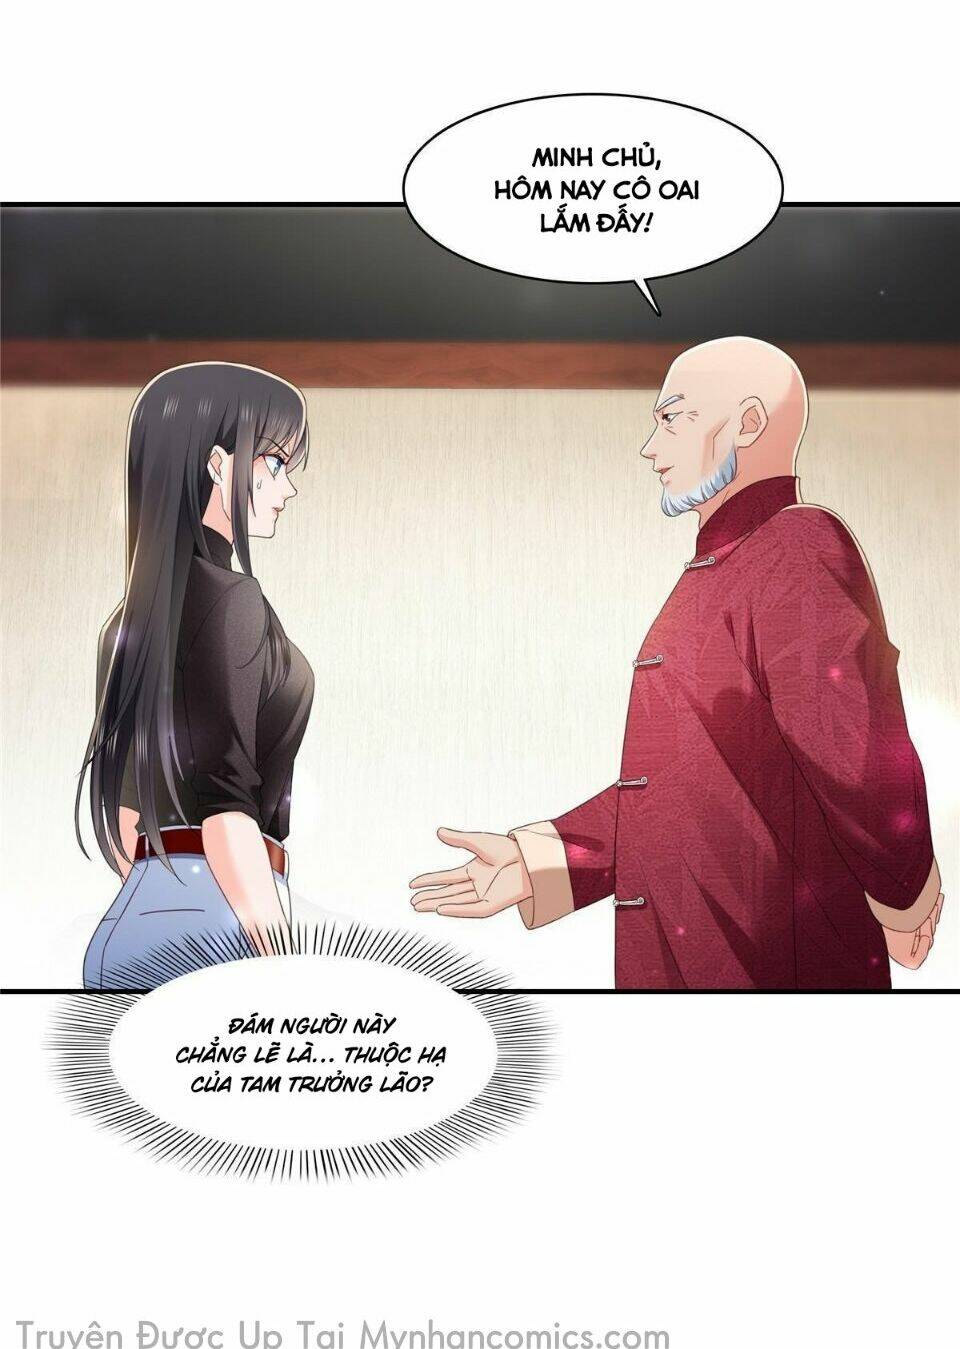 MINH CHỦ,
HÔM NAY CÔ OAI
LẮM ĐẤY!
ĐÁM NGƯỜI NÀY
CHẲNG LẼ LÀ... THUỘC HẠ
CỦA TAM TRƯỞNG LÃO?
Truyện Được Up Tại Mynhancomics.com